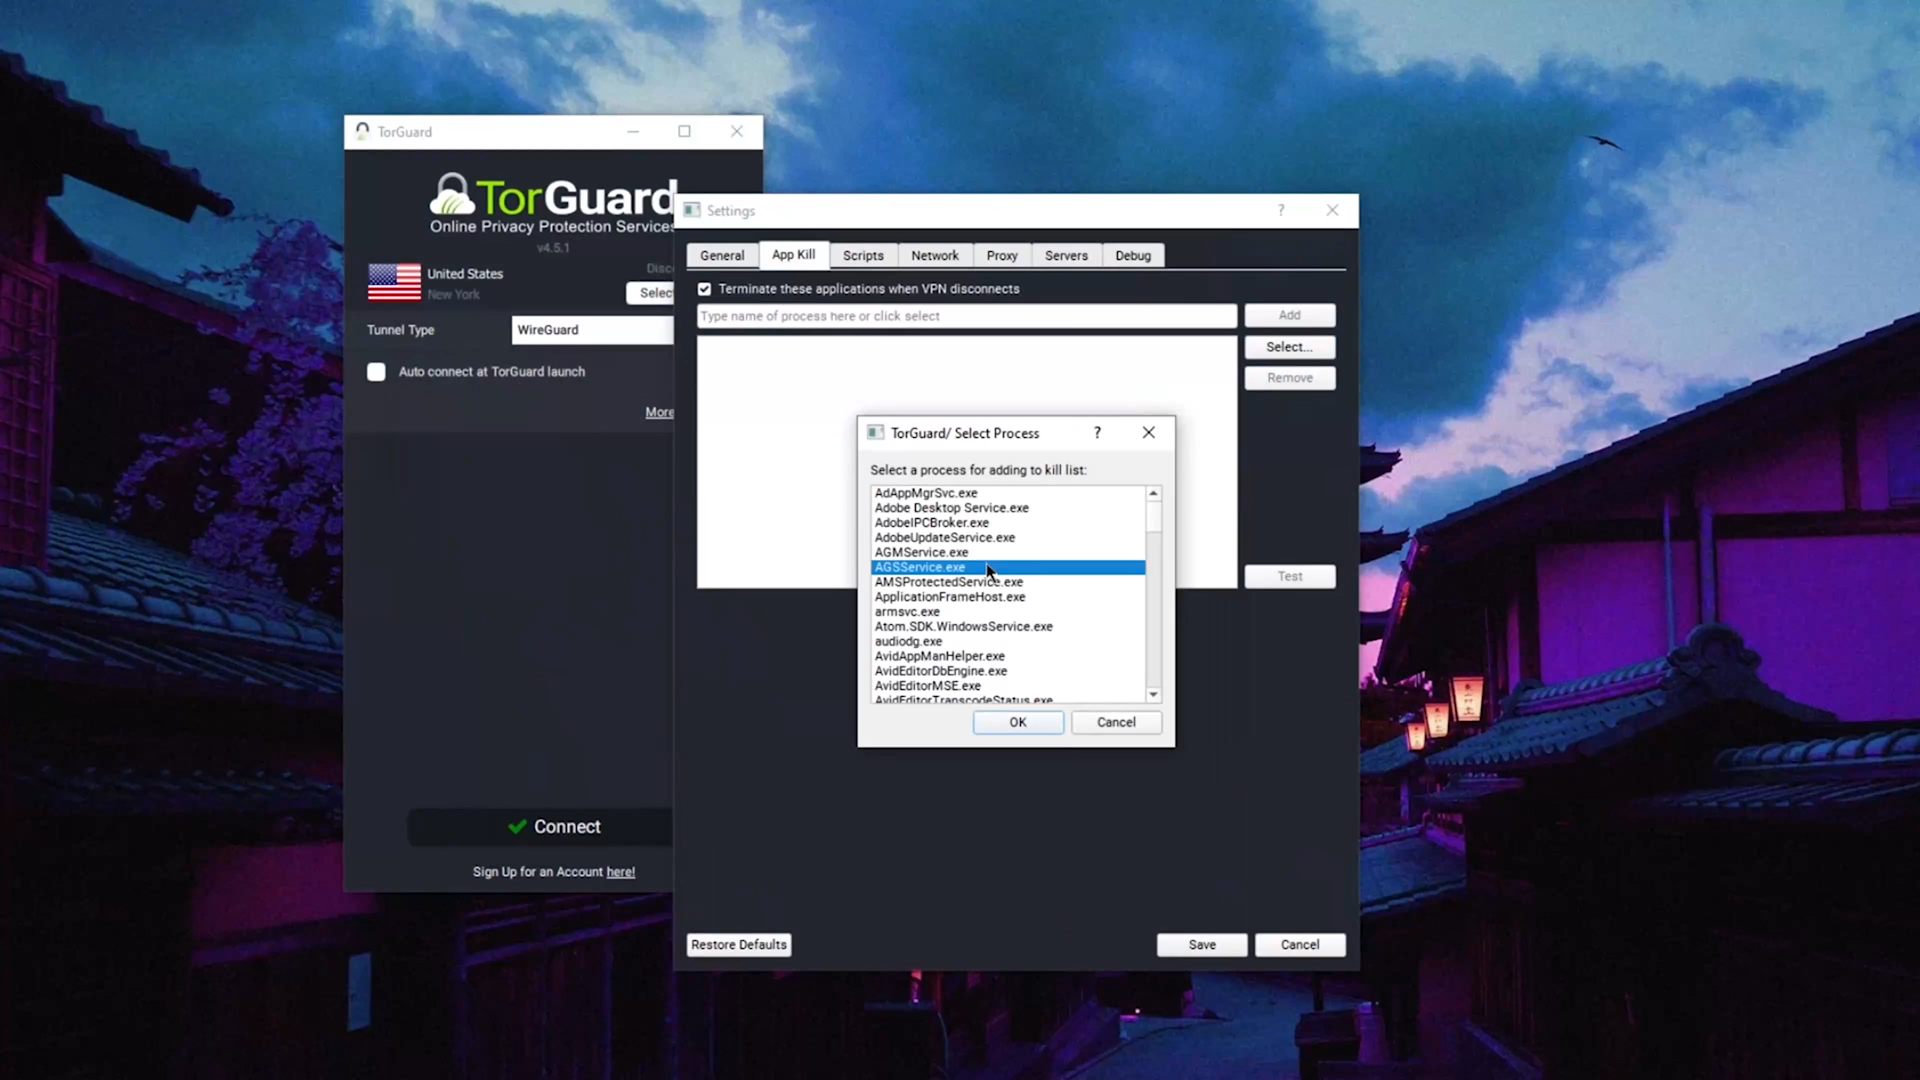 TorGuard
TorGuard
Online Privacy Protection Services
v4.5.1
United States
New York
Disc
Selec
Tunnel Type
WireGuard
Auto connect at TorGuard launch
More
Connect
Sign Up for an Account here!
Settings
?
General
App Kill
Scripts
Network
Proxy
Servers
Debug
Terminate these applications when VPN disconnects
Type name of process here or click select
Add
Select...
Remove
Test
TorGuard/ Select Process
?
Select a process for adding to kill list:
AdAppMgrSvc.exe
Adobe Desktop Service.exe
AdobeIPCBroker.exe
AdobeUpdateService.exe
AGMService.exe
AGSService.exe
AMSProtectedService.exe
ApplicationFrameHost.exe
armsvc.exe
Atom.SDK.WindowsService.exe
audiodg.exe
AvidAppManHelper.exe
AvidEditorDbEngine.exe
AvidEditorMSE.exe
AvidEditorTranscodeStatus.exe
OK
Cancel
Restore Defaults
Save
Cancel